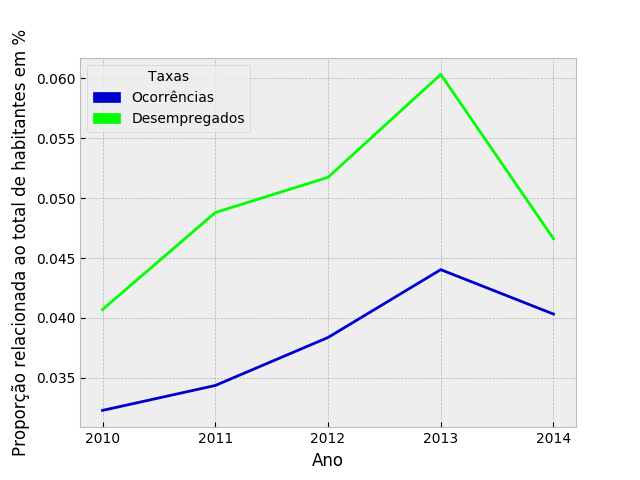 Proporção relacionada ao total de habitantes em %
0.060
0.055
0.050
0.045
0.040
0.035
Taxas
Ocorrências
Desempregados
2010 2011 2012 2013 2014
Ano